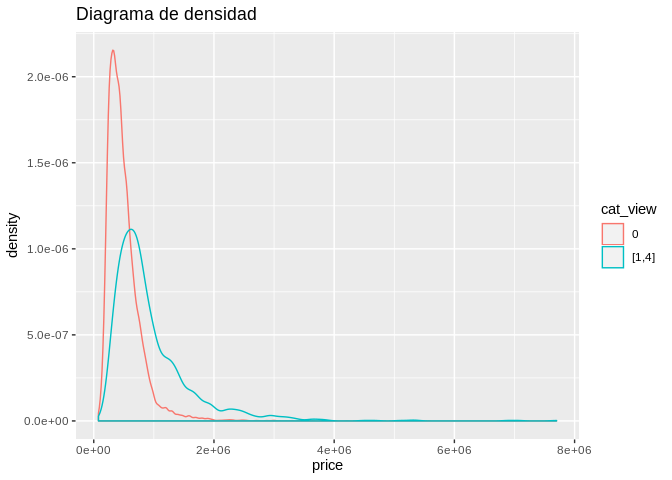 Diagrama de densidad
density
2.0e-06
1.5e-06
1.0e-06
5.0e-07
0.0e+00
0e+00 2e+06 4e+06 6e+06 8e+06
price
cat_view
0
[1,4]